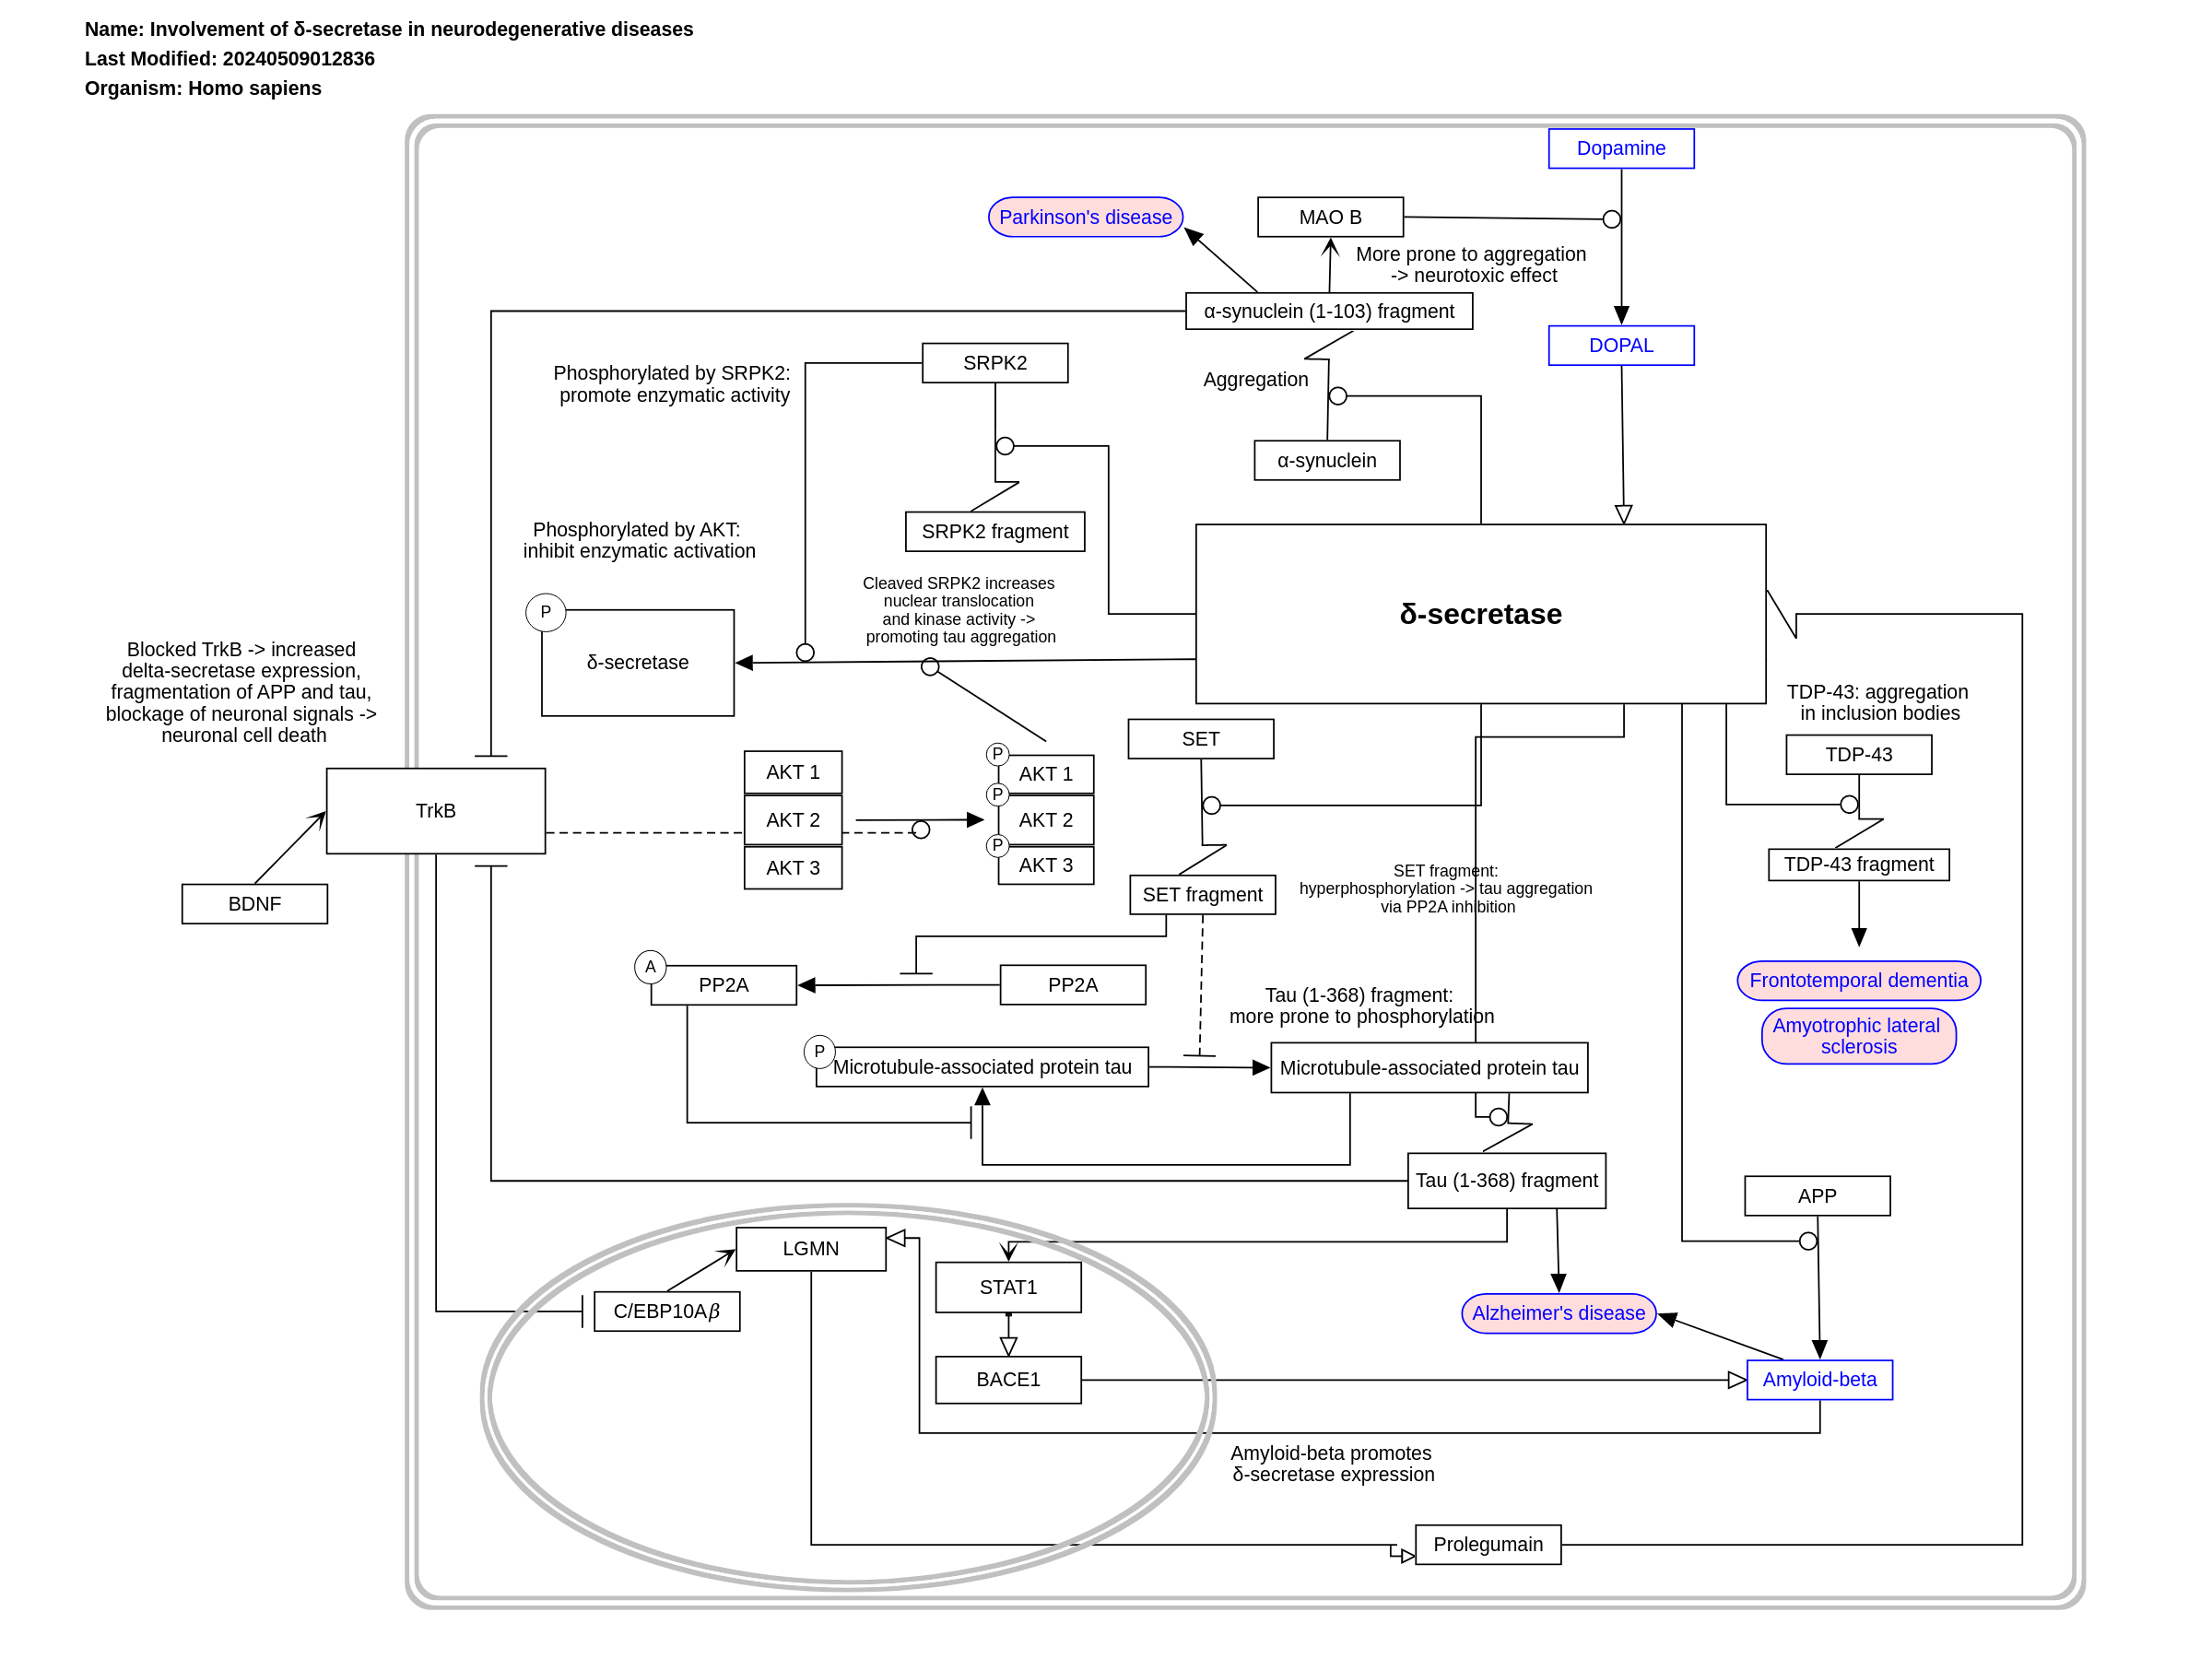 Name: Involvement of δ-secretase in neurodegenerative diseases
Last Modified: 20240509012836
Organism: Homo sapiens
Dopamine
Parkinson's disease
MAO B
More prone to aggregation
-> neurotoxic effect
α-synuclein (1-103) fragment
DOPAL
SRPK2
Phosphorylated by SRPK2:
promote enzymatic activity
Aggregation
α-synuclein
SRPK2 fragment
Phosphorylated by AKT:
inhibit enzymatic activation
Cleaved SRPK2 increases
nuclear translocation
and kinase activity ->
promoting tau aggregation
δ-secretase
P
δ-secretase
Blocked TrkB -> increased
delta-secretase expression,
fragmentation of APP and tau,
blockage of neuronal signals ->
neuronal cell death
TDP-43: aggregation
in inclusion bodies
SET
TDP-43
TrkB
AKT 1
AKT 2
AKT 3
P
AKT 1
P
AKT 2
P
AKT 3
BDNF
TDP-43 fragment
SET fragment
SET fragment:
hyperphosphorylation -> tau aggregation
via PP2A inhibition
A
PP2A
PP2A
Frontotemporal dementia
Amyotrophic lateral
sclerosis
Tau (1-368) fragment:
more prone to phosphorylation
P
Microtubule-associated protein tau
Microtubule-associated protein tau
Tau (1-368) fragment
APP
LGMN
STAT1
C/EBP10Aβ
Alzheimer's disease
BACE1
Amyloid-beta
Amyloid-beta promotes
δ-secretase expression
Prolegumain